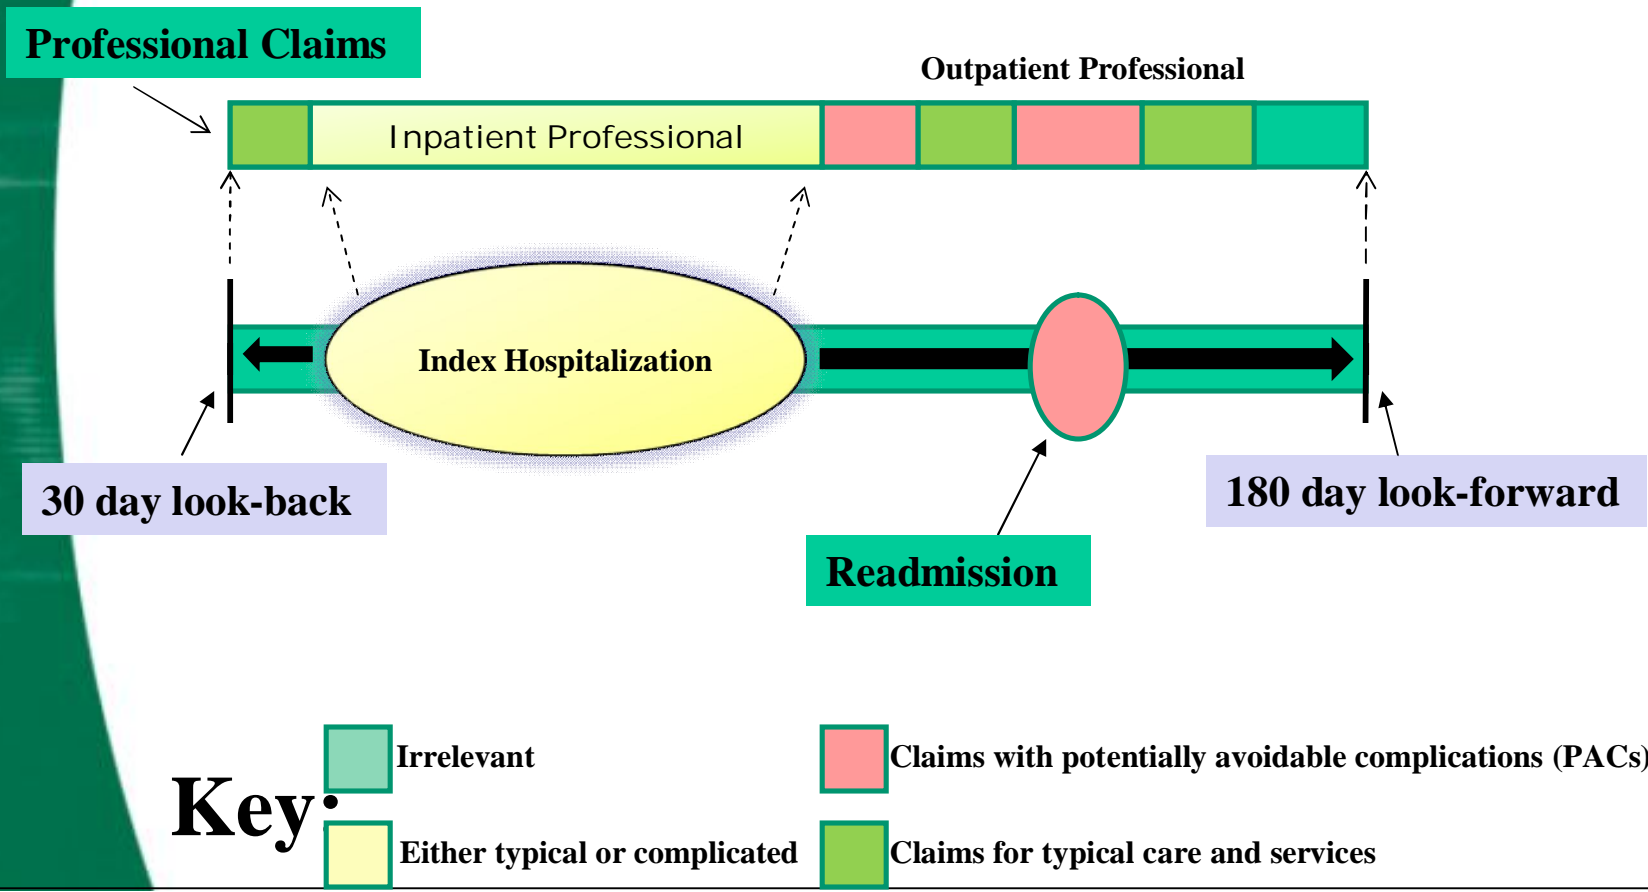 Professional Claims
Outpatient Professional
Inpatient Professional
Index Hospitalization
30 day look-back
180 day look-forward
Readmission
Key:
Irrelevant
Claims with potentially avoidable complications (PACs)
Either typical or complicated
Claims for typical care and services